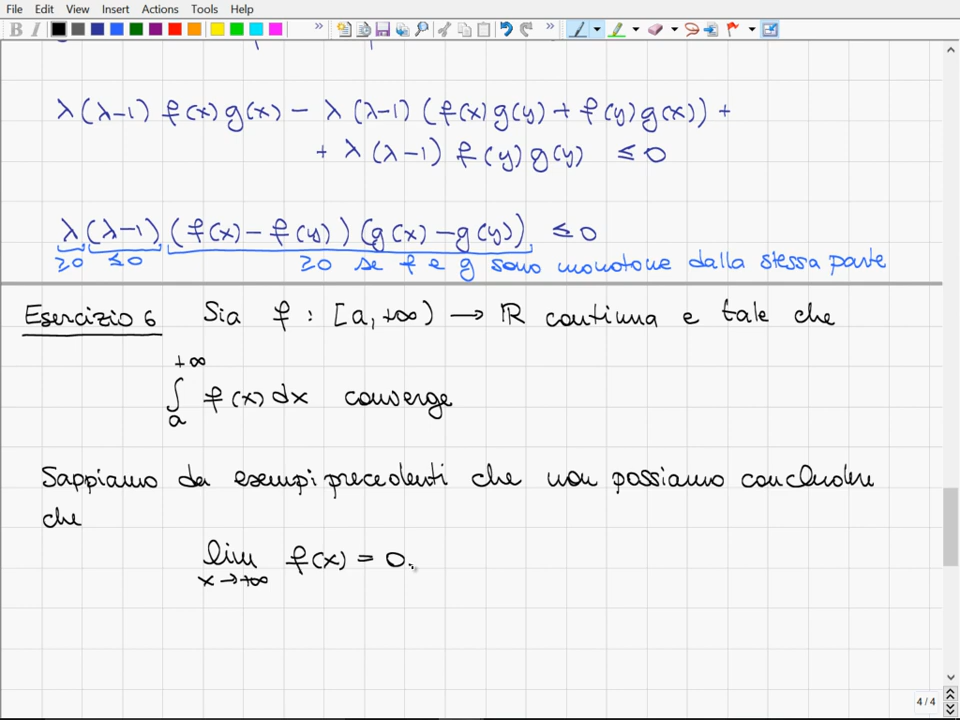 File Edit View Insert Actions Tools Help
B I
λ(λ-1) f(x)g(x) - λ(λ-1) (f(x)g(y) + f(y)g(x)) +
+ λ(λ-1) f(y)g(y) ≤ 0
λ(λ-1)(f(x)-f(y))(g(x)-g(y)) ≤ 0
≥0 ≤0 ≥0 se f e g sono monotone dalla stessa parte
Esercizio 6 Sia f : [a,+∞) → ℝ continua e tale che
+∞
∫ f(x) dx converge
a
Sappiamo da esempi precedenti che non possiamo concludere
che
lim f(x) = 0.
x→+∞
4 / 4